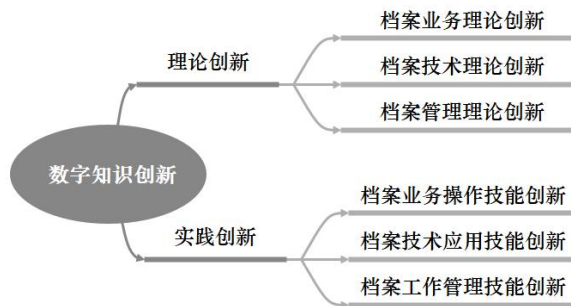 数字知识创新
理论创新
档案业务理论创新
档案技术理论创新
档案管理理论创新
实践创新
档案业务操作技能创新
档案技术应用技能创新
档案工作管理技能创新